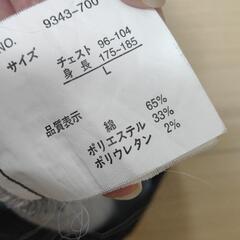 NO. 9343-700
サイズ
チェスト 96-104
身長 175-185
L
品質表示
綿 65%
ポリエステル 33%
ポリウレタン 2%